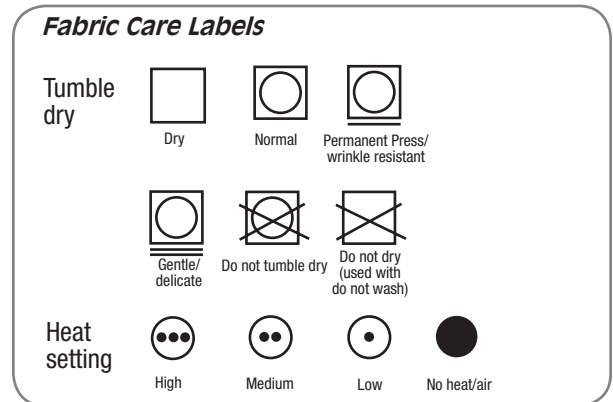 Fabric Care Labels
Tumble
dry
Dry
Normal
Permanent Press/
wrinkle resistant
Gentle/
delicate
Do not tumble dry
Do not dry
(used with
do not wash)
Heat
setting
High
Medium
Low
No heat/air